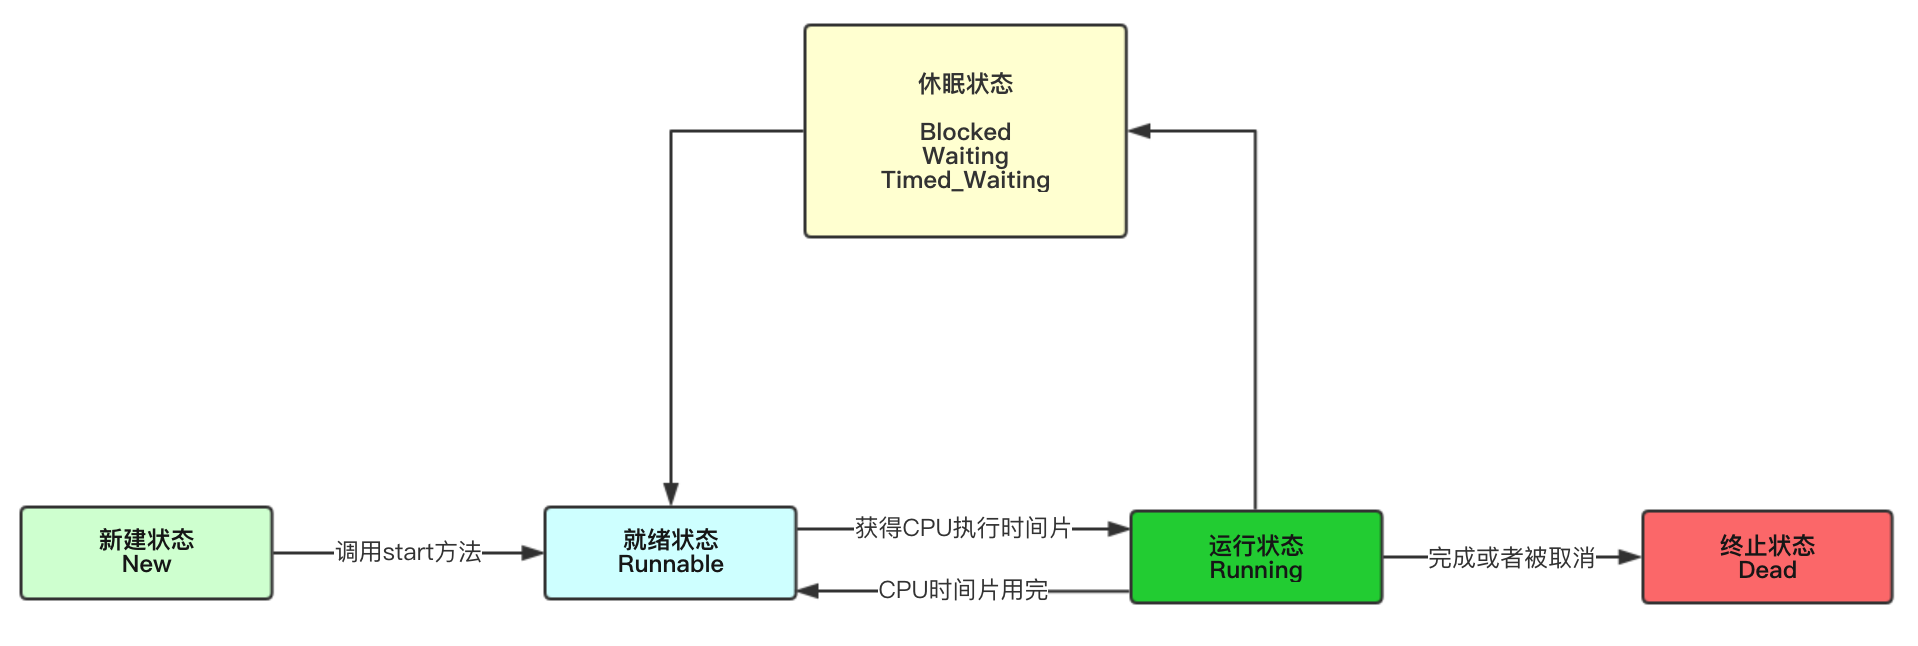 休眠状态
Blocked
Waiting
Timed_Waiting
新建状态
New
调用start方法
就绪状态
Runnable
获得CPU执行时间片
CPU时间片用完
运行状态
Running
完成或者被取消
终止状态
Dead